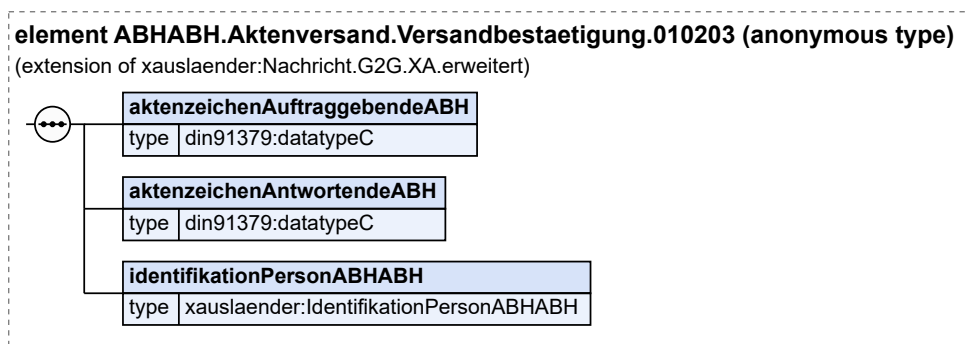 element ABHABH.Aktenversand.Versandbestaetigung.010203 (anonymous type)
(extension of xauslaender:Nachricht.G2G.XA.erweitert)
aktenzeichenAuftraggebendeABH
type din91379:datatypeC
aktenzeichenAntwortendeABH
type din91379:datatypeC
identifikationPersonABHABH
type xauslaender:IdentifikationPersonABHABH